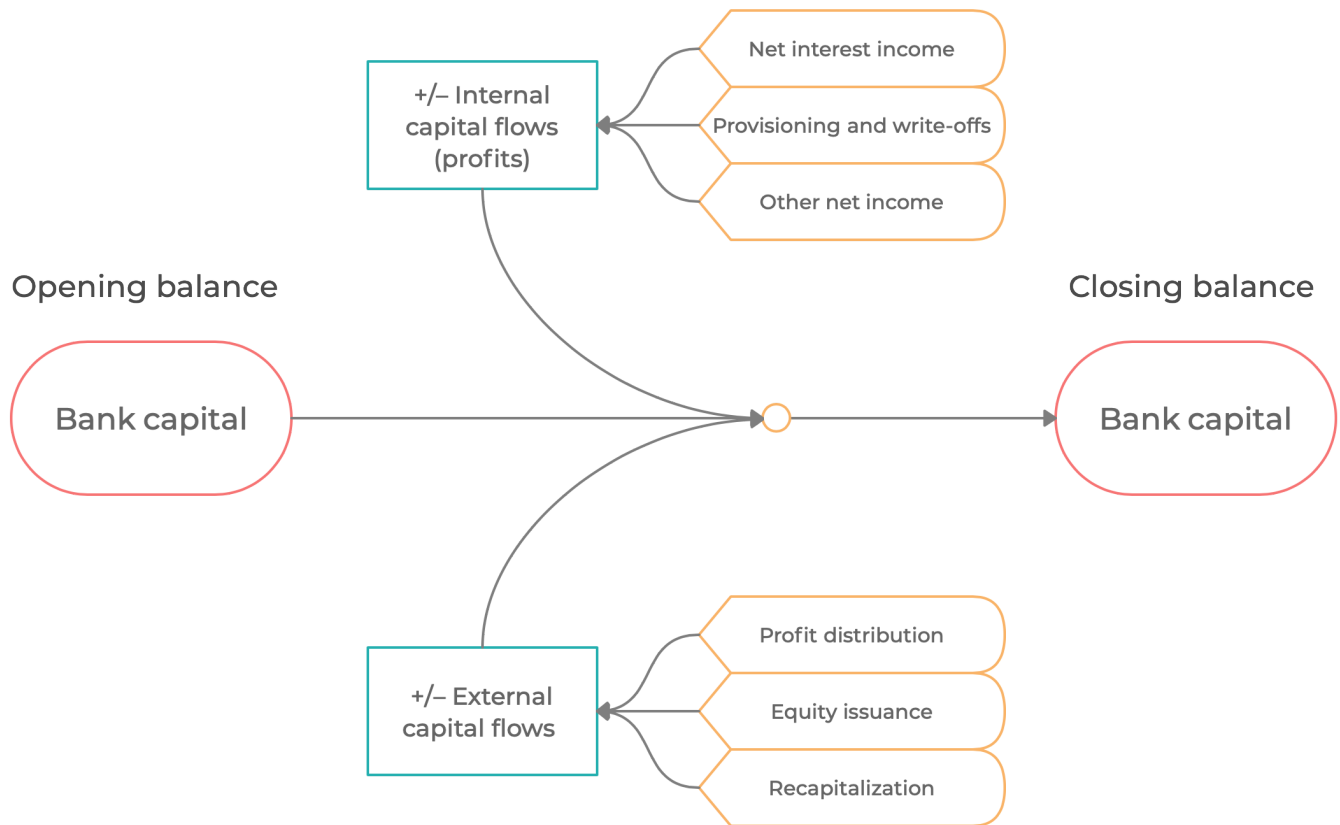 Net interest income
+/– Internal
capital flows
(profits)
Provisioning and write-offs
Other net income
Opening balance
Closing balance
Bank capital
Bank capital
Profit distribution
+/– External
capital flows
Equity issuance
Recapitalization